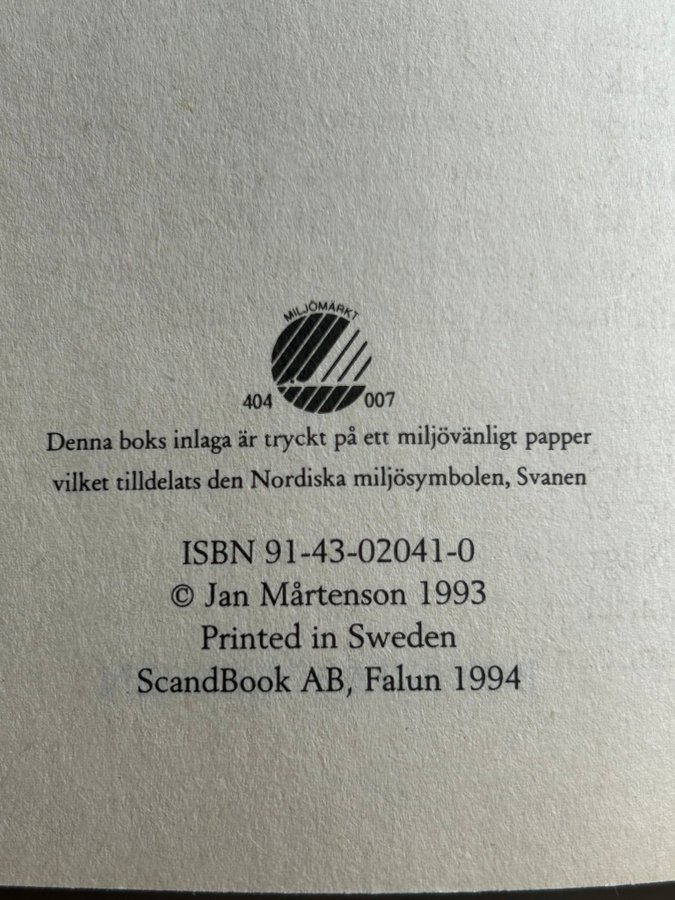 MILJÖMÄRKT
404 007
Denna boks inlaga är tryckt på ett miljövänligt papper
vilket tilldelats den Nordiska miljösymbolen, Svanen
ISBN 91-43-02041-0
© Jan Mårtenson 1993
Printed in Sweden
ScandBook AB, Falun 1994